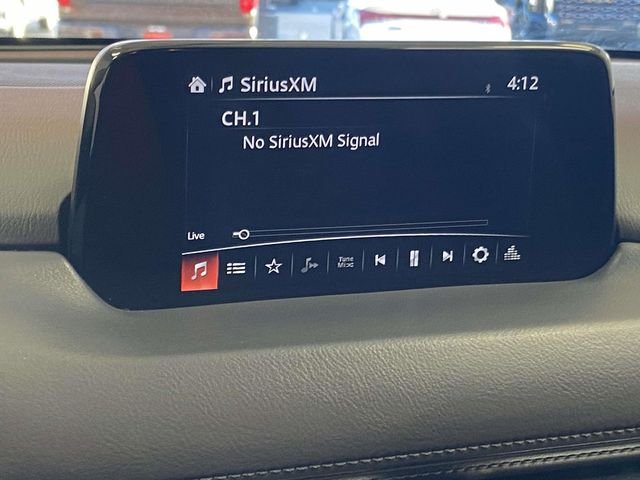 SiriusXM 4:12
CH.1
No SiriusXM Signal
Live
Tune
Mix